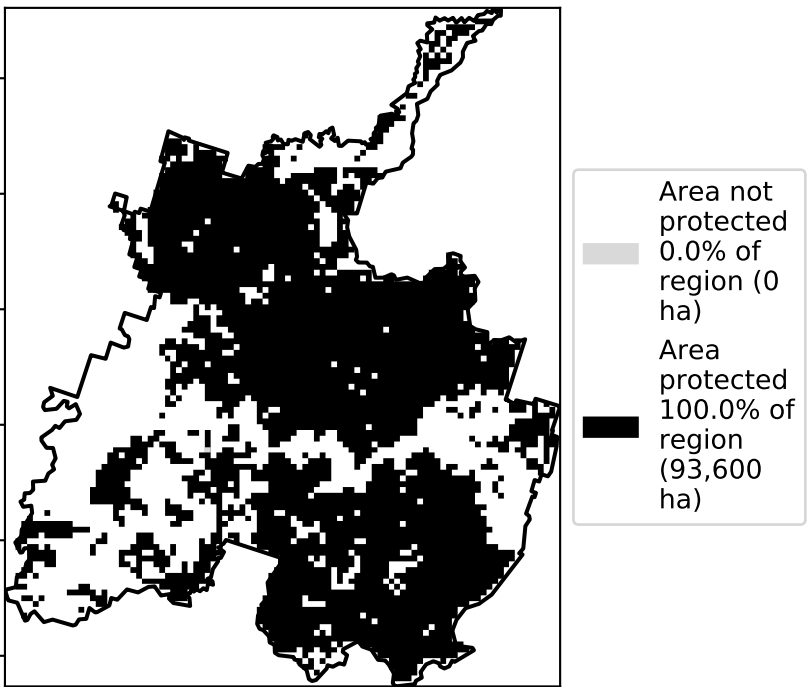 Area not
protected
0.0% of
region (0
ha)
Area
protected
100.0% of
region
(93,600
ha)